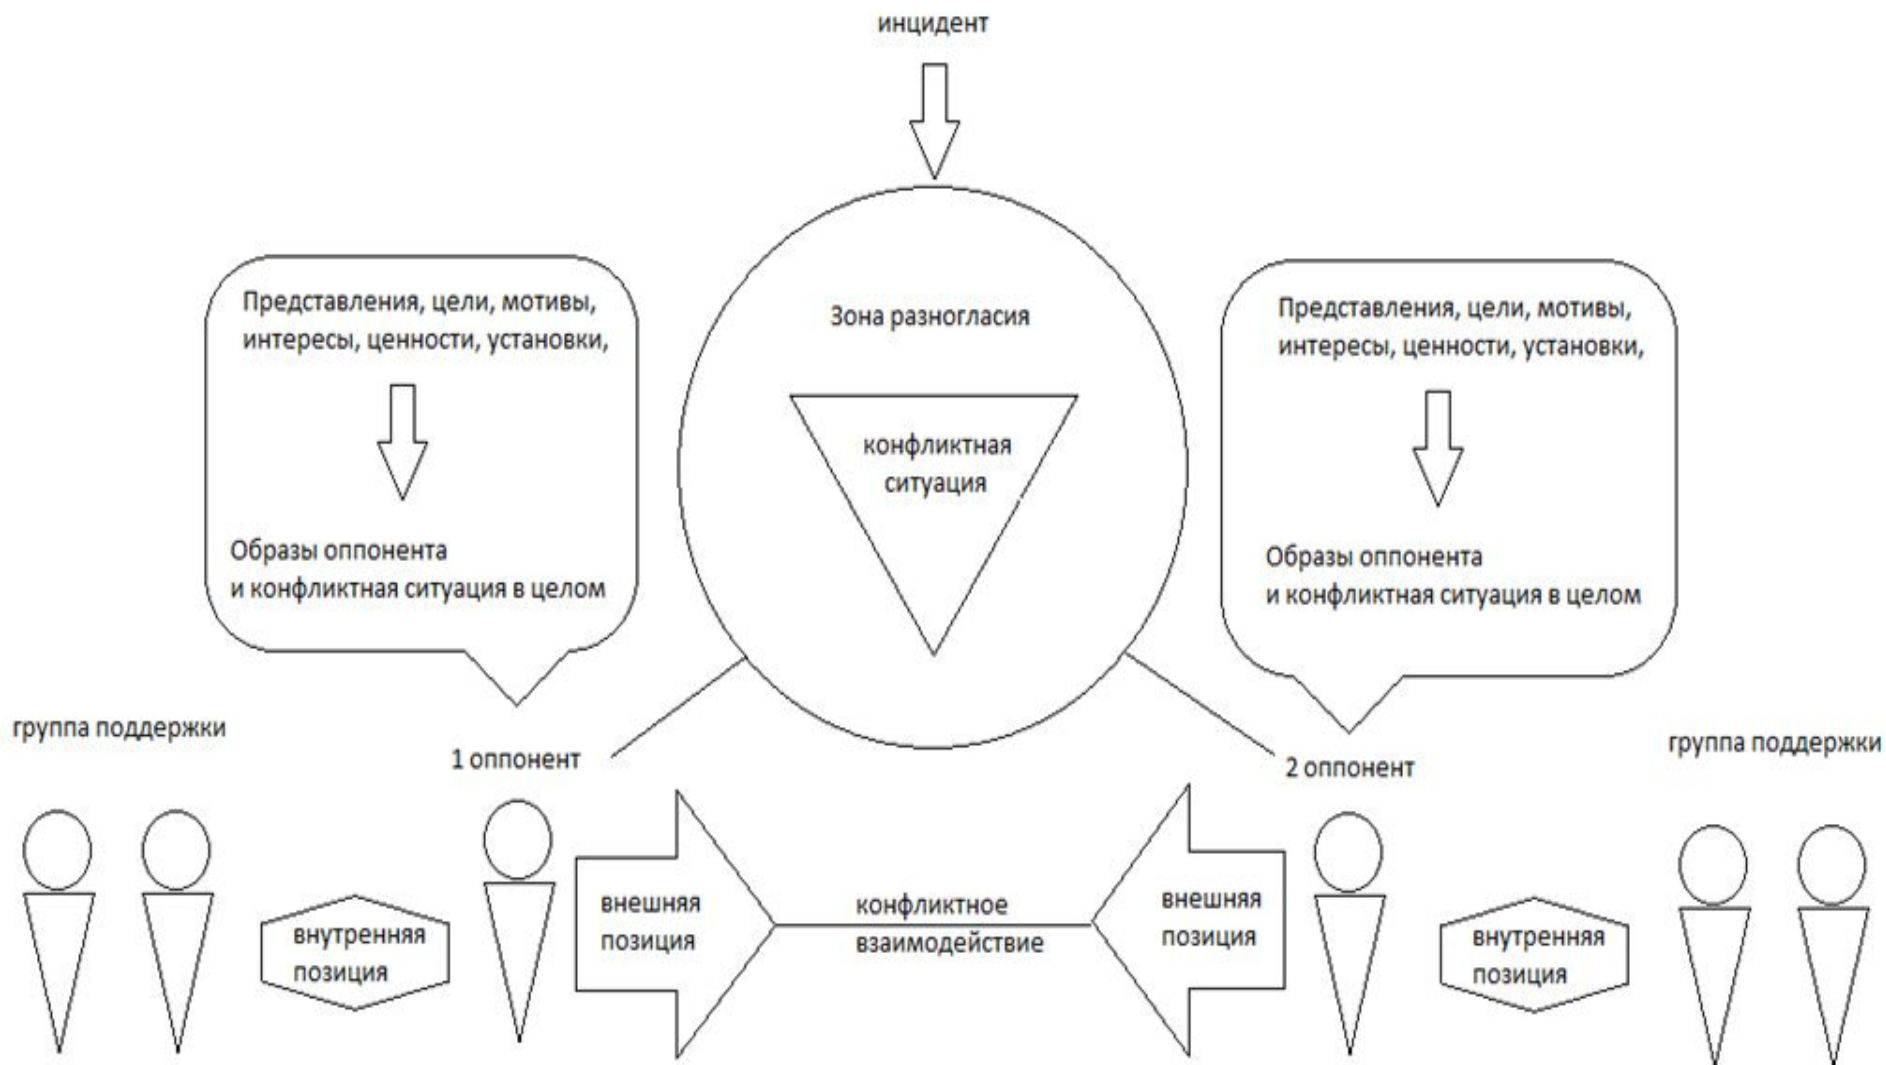 инцидент
Представления, цели, мотивы,
интересы, ценности, установки,
Образы оппонента
и конфликтная ситуация в целом
Зона разногласия
конфликтная
ситуация
Представления, цели, мотивы,
интересы, ценности, установки,
Образы оппонента
и конфликтная ситуация в целом
группа поддержки
1 оппонент
2 оппонент
группа поддержки
внутренняя
позиция
внешняя
позиция
конфликтное
взаимодействие
внешняя
позиция
внутренняя
позиция